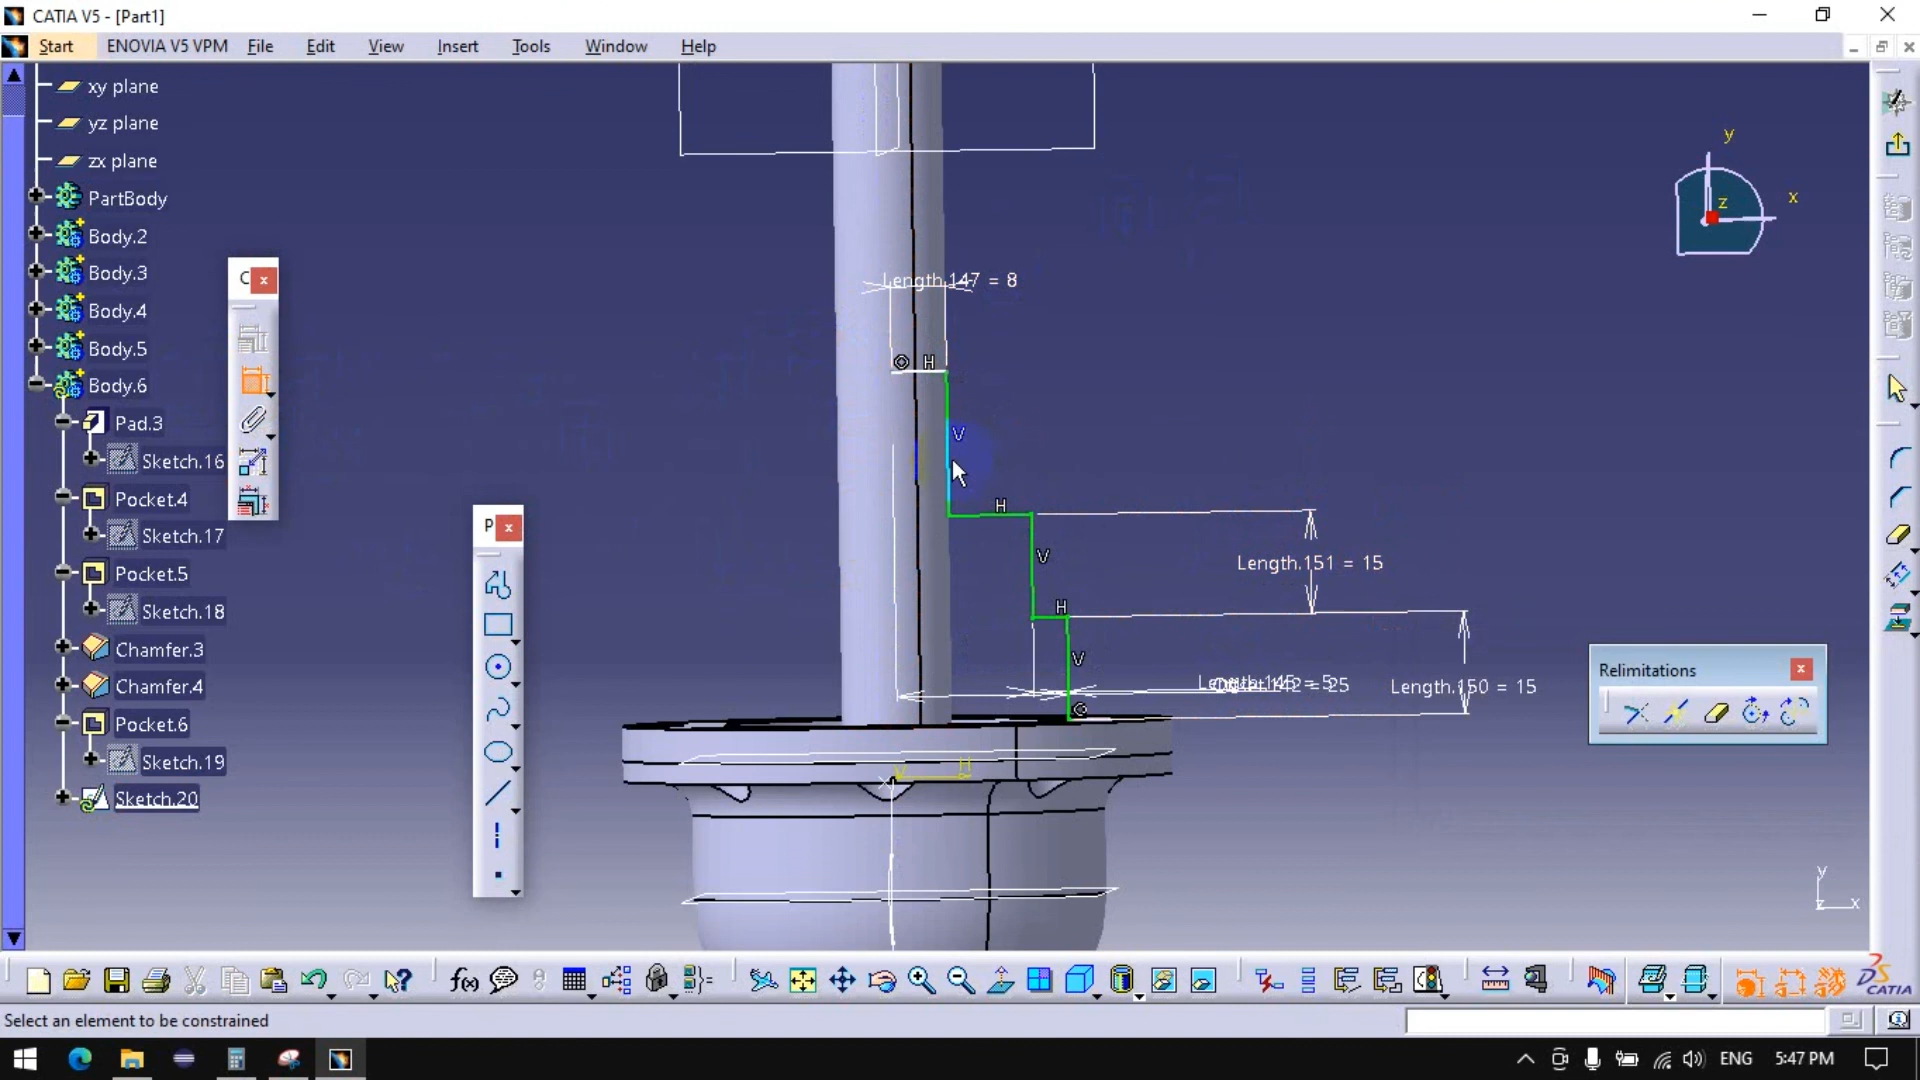 CATIA V5 - [Part1]
Start ENOVIA V5 VPM File Edit View Insert Tools Window Help
xy plane
yz plane
zx plane
PartBody
Body.2
Body.3
Body.4
Body.5
Body.6
Pad.3
Sketch.16
Pocket.4
Sketch.17
Pocket.5
Sketch.18
Chamfer.3
Chamfer.4
Pocket.6
Sketch.19
Sketch.20
C
P
y
x
z
Length.147 = 8
H
V
H
V
Length.151 = 15
H
V
Length.150 = 15
V H
Relimitations
y
z x
f(x)
CATIA
Select an element to be constrained
ENG 5:47 PM